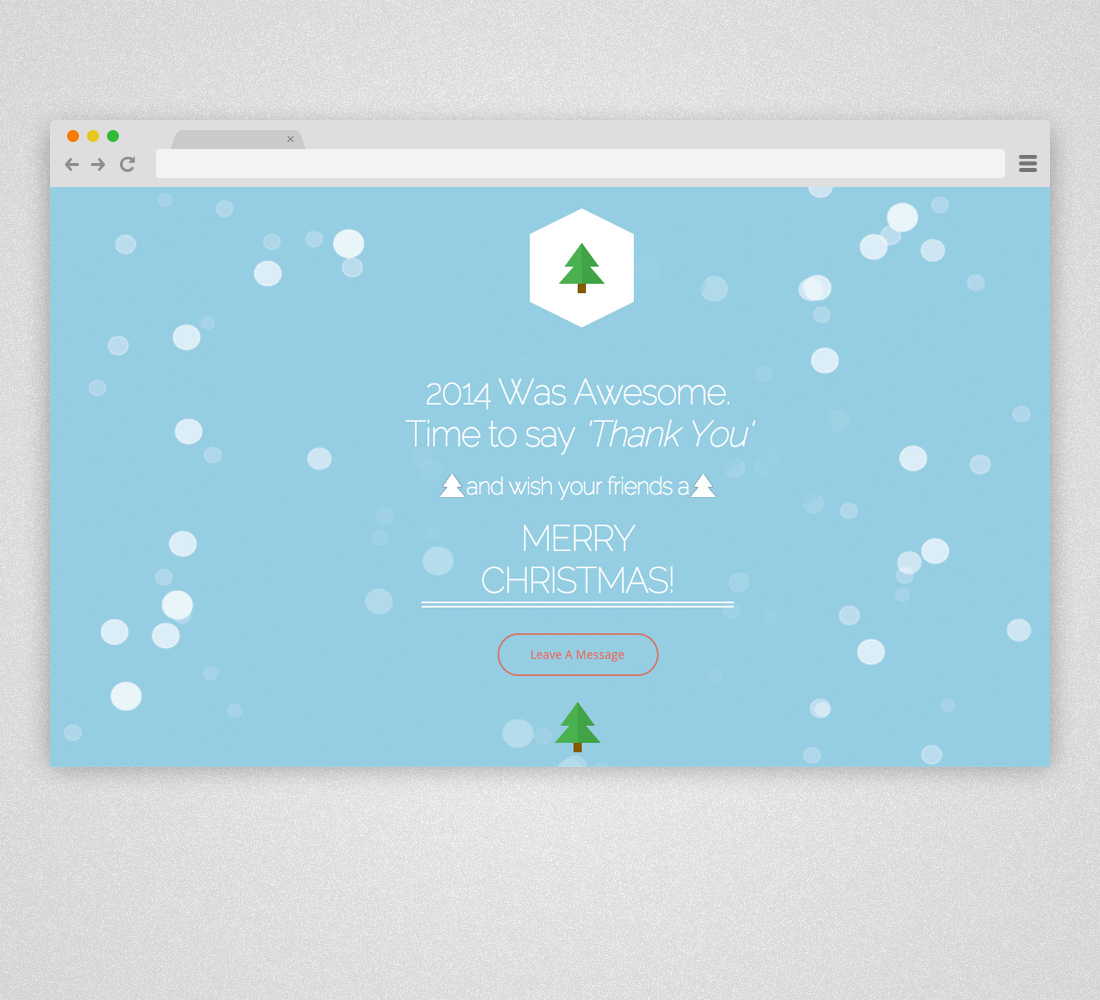 2014 Was Awesome.
Time to say 'Thank You'
and wish your friends a
MERRY
CHRISTMAS!
Leave A Message